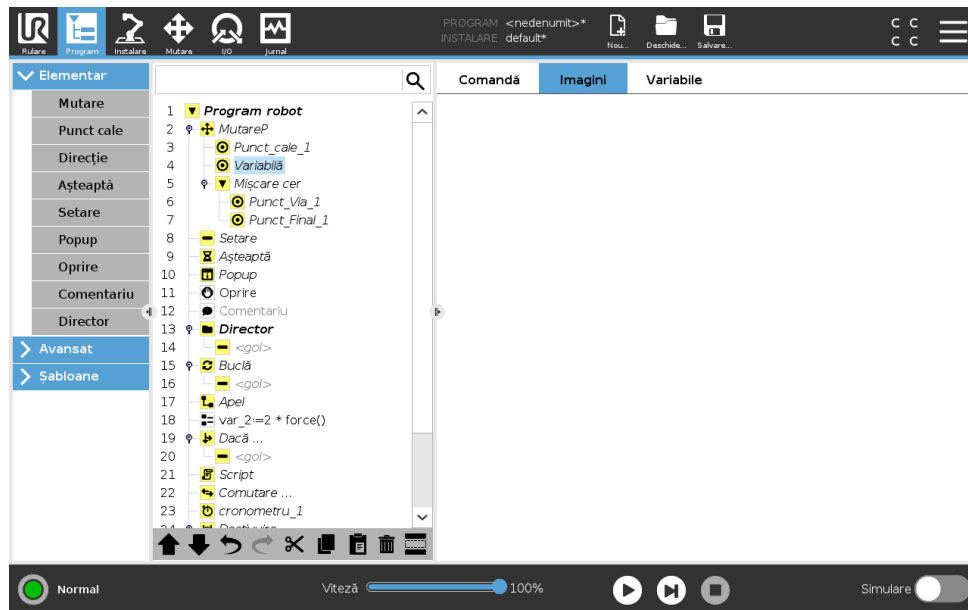 PROGRAM <nedenumit>*
INSTALARE default*
Rulare
Program
Instalare
Mutare
I/O
Jurnal
Nou...
Deschide...
Salvare...
C C
C C
Elementar
Mutare
Punct cale
Direcție
Așteaptă
Setare
Popup
Oprire
Comentariu
Director
Avansat
Șabloane
1 Program robot
2 MutareP
3 Punct_cale_1
4 Variabilă
5 Mișcare cer
6 Punct_Via_1
7 Punct_Final_1
8 Setare
9 Așteaptă
10 Popup
11 Oprire
12 Comentariu
13 Director
14 <gol>
15 Buclă
16 <gol>
17 Apel
18 var_2:=2 * force()
19 Dacă ...
20 <gol>
21 Script
22 Comutare ...
23 cronometru_1
Comandă
Imagini
Variabile
Normal
Viteză
100%
Simulare